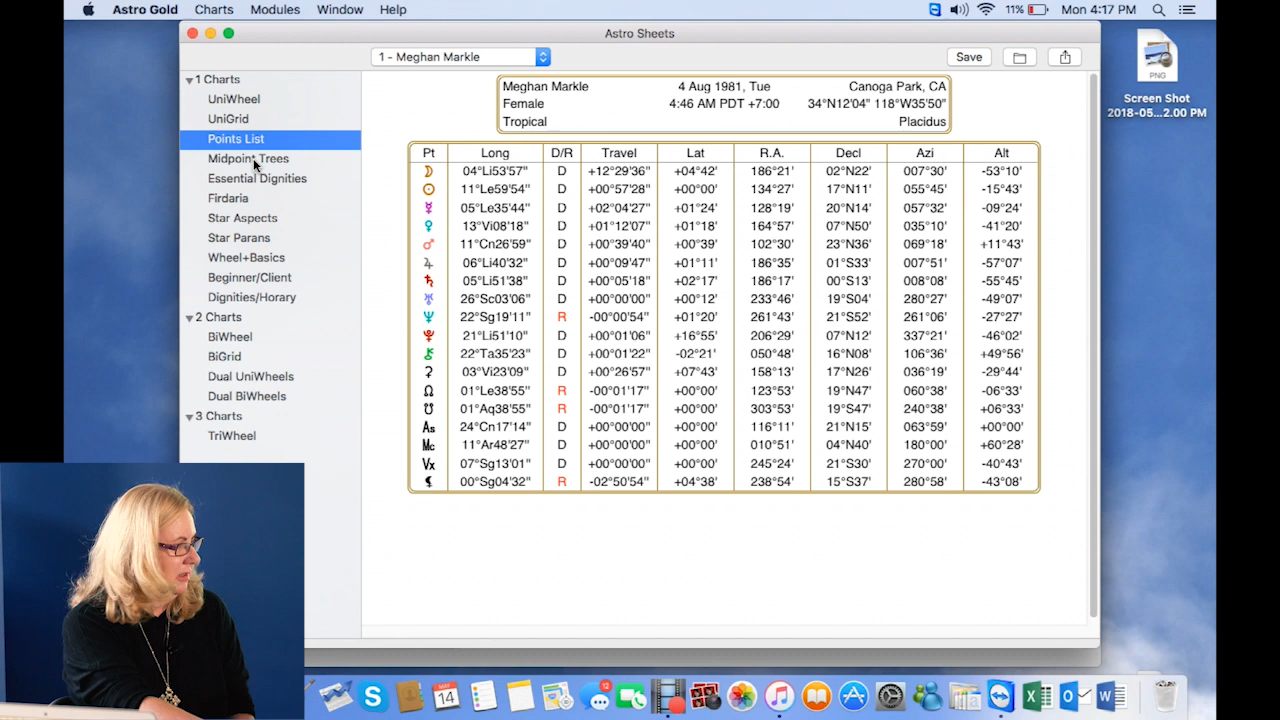 Astro Gold Charts Modules Window Help 11% Mon 4:17 PM
Astro Sheets
1 - Meghan Markle Save
PNG
Screen Shot
2018-05...2.00 PM
1 Charts
UniWheel
UniGrid
Points List
Midpoint Trees
Essential Dignities
Firdaria
Star Aspects
Star Parans
Wheel+Basics
Beginner/Client
Dignities/Horary
2 Charts
BiWheel
BiGrid
Dual UniWheels
Dual BiWheels
3 Charts
TriWheel
Meghan Markle 4 Aug 1981, Tue Canoga Park, CA
Female 4:46 AM PDT +7:00 34°N12'04" 118°W35'50"
Tropical Placidus
Pt Long D/R Travel Lat R.A. Decl Azi Alt
04°Li53'57" D +12°29'36" +04°42' 186°21' 02°N22' 007°30' -53°10'
11°Le59'54" D +00°57'28" +00°00' 134°27' 17°N11' 055°45' -15°43'
05°Le35'44" D +02°04'27" +01°24' 128°19' 20°N14' 057°32' -09°24'
13°Vi08'18" D +01°12'07" +01°18' 164°57' 07°N50' 035°10' -41°20'
11°Cn26'59" D +00°39'40" +00°39' 102°30' 23°N36' 069°18' +11°43'
06°Li40'32" D +00°09'47" +01°11' 186°35' 01°S33' 007°51' -57°07'
05°Li51'38" D +00°05'18" +02°17' 186°17' 00°S13' 008°08' -55°45'
26°Sc03'06" D +00°00'00" +00°12' 233°46' 19°S04' 280°27' -49°07'
22°Sg19'11" R -00°00'54" +01°20' 261°43' 21°S52' 261°06' -27°27'
21°Li51'10" D +00°01'06" +16°55' 206°29' 07°N12' 337°21' -46°02'
22°Ta35'23" D +00°01'22" -02°21' 050°48' 16°N08' 106°36' +49°56'
03°Vi23'09" D +00°26'57" +07°43' 158°13' 17°N26' 036°19' -29°44'
01°Le38'55" R -00°01'17" +00°00' 123°53' 19°N47' 060°38' -06°33'
01°Aq38'55" R -00°01'17" +00°00' 303°53' 19°S47' 240°38' +06°33'
As 24°Cn17'14" D +00°00'00" +00°00' 116°11' 21°N15' 063°59' +00°00'
Mc 11°Ar48'27" D +00°00'00" +00°00' 010°51' 04°N40' 180°00' +60°28'
Vx 07°Sg13'01" D +00°00'00" +00°00' 245°24' 21°S30' 270°00' -40°43'
00°Sg04'32" R -02°50'54" +04°38' 238°54' 15°S37' 280°58' -43°08'
MAY
14
12